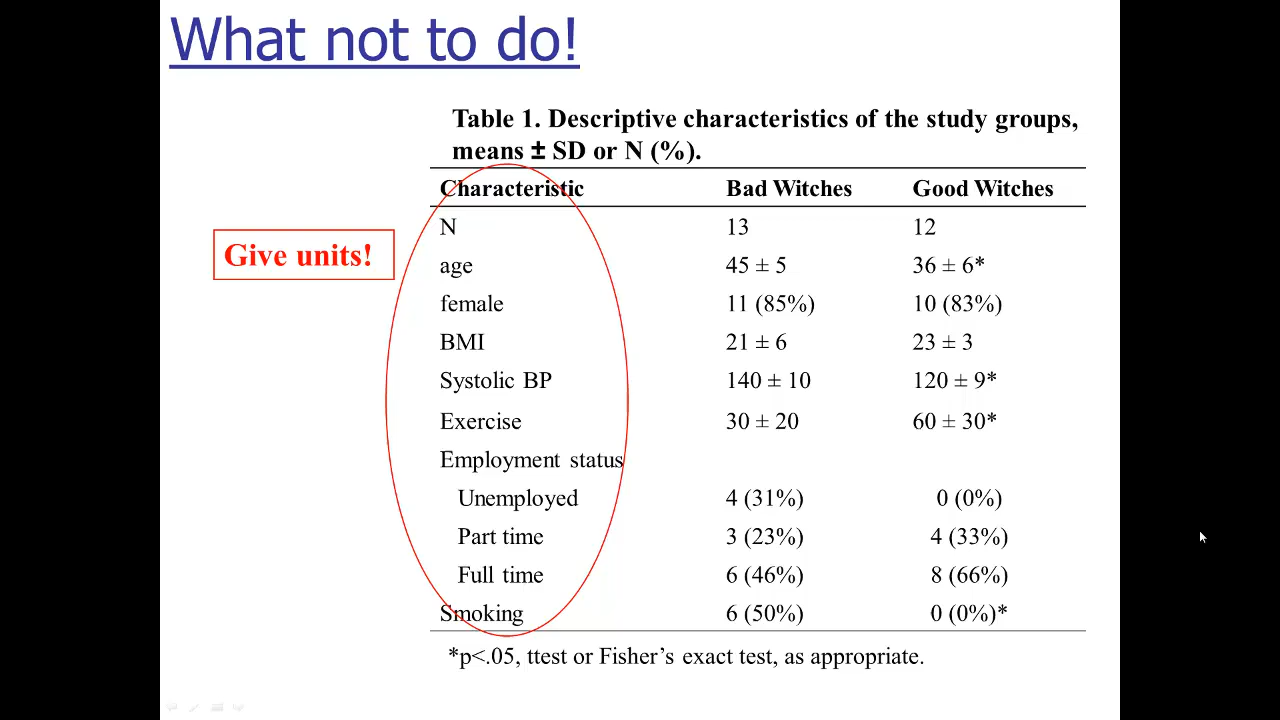 What not to do!
Table 1. Descriptive characteristics of the study groups,
means ± SD or N (%).
Characteristic Bad Witches Good Witches
Give units!
N 13 12
age 45 ± 5 36 ± 6*
female 11 (85%) 10 (83%)
BMI 21 ± 6 23 ± 3
Systolic BP 140 ± 10 120 ± 9*
Exercise 30 ± 20 60 ± 30*
Employment status
Unemployed 4 (31%) 0 (0%)
Part time 3 (23%) 4 (33%)
Full time 6 (46%) 8 (66%)
Smoking 6 (50%) 0 (0%)*
*p<.05, ttest or Fisher’s exact test, as appropriate.